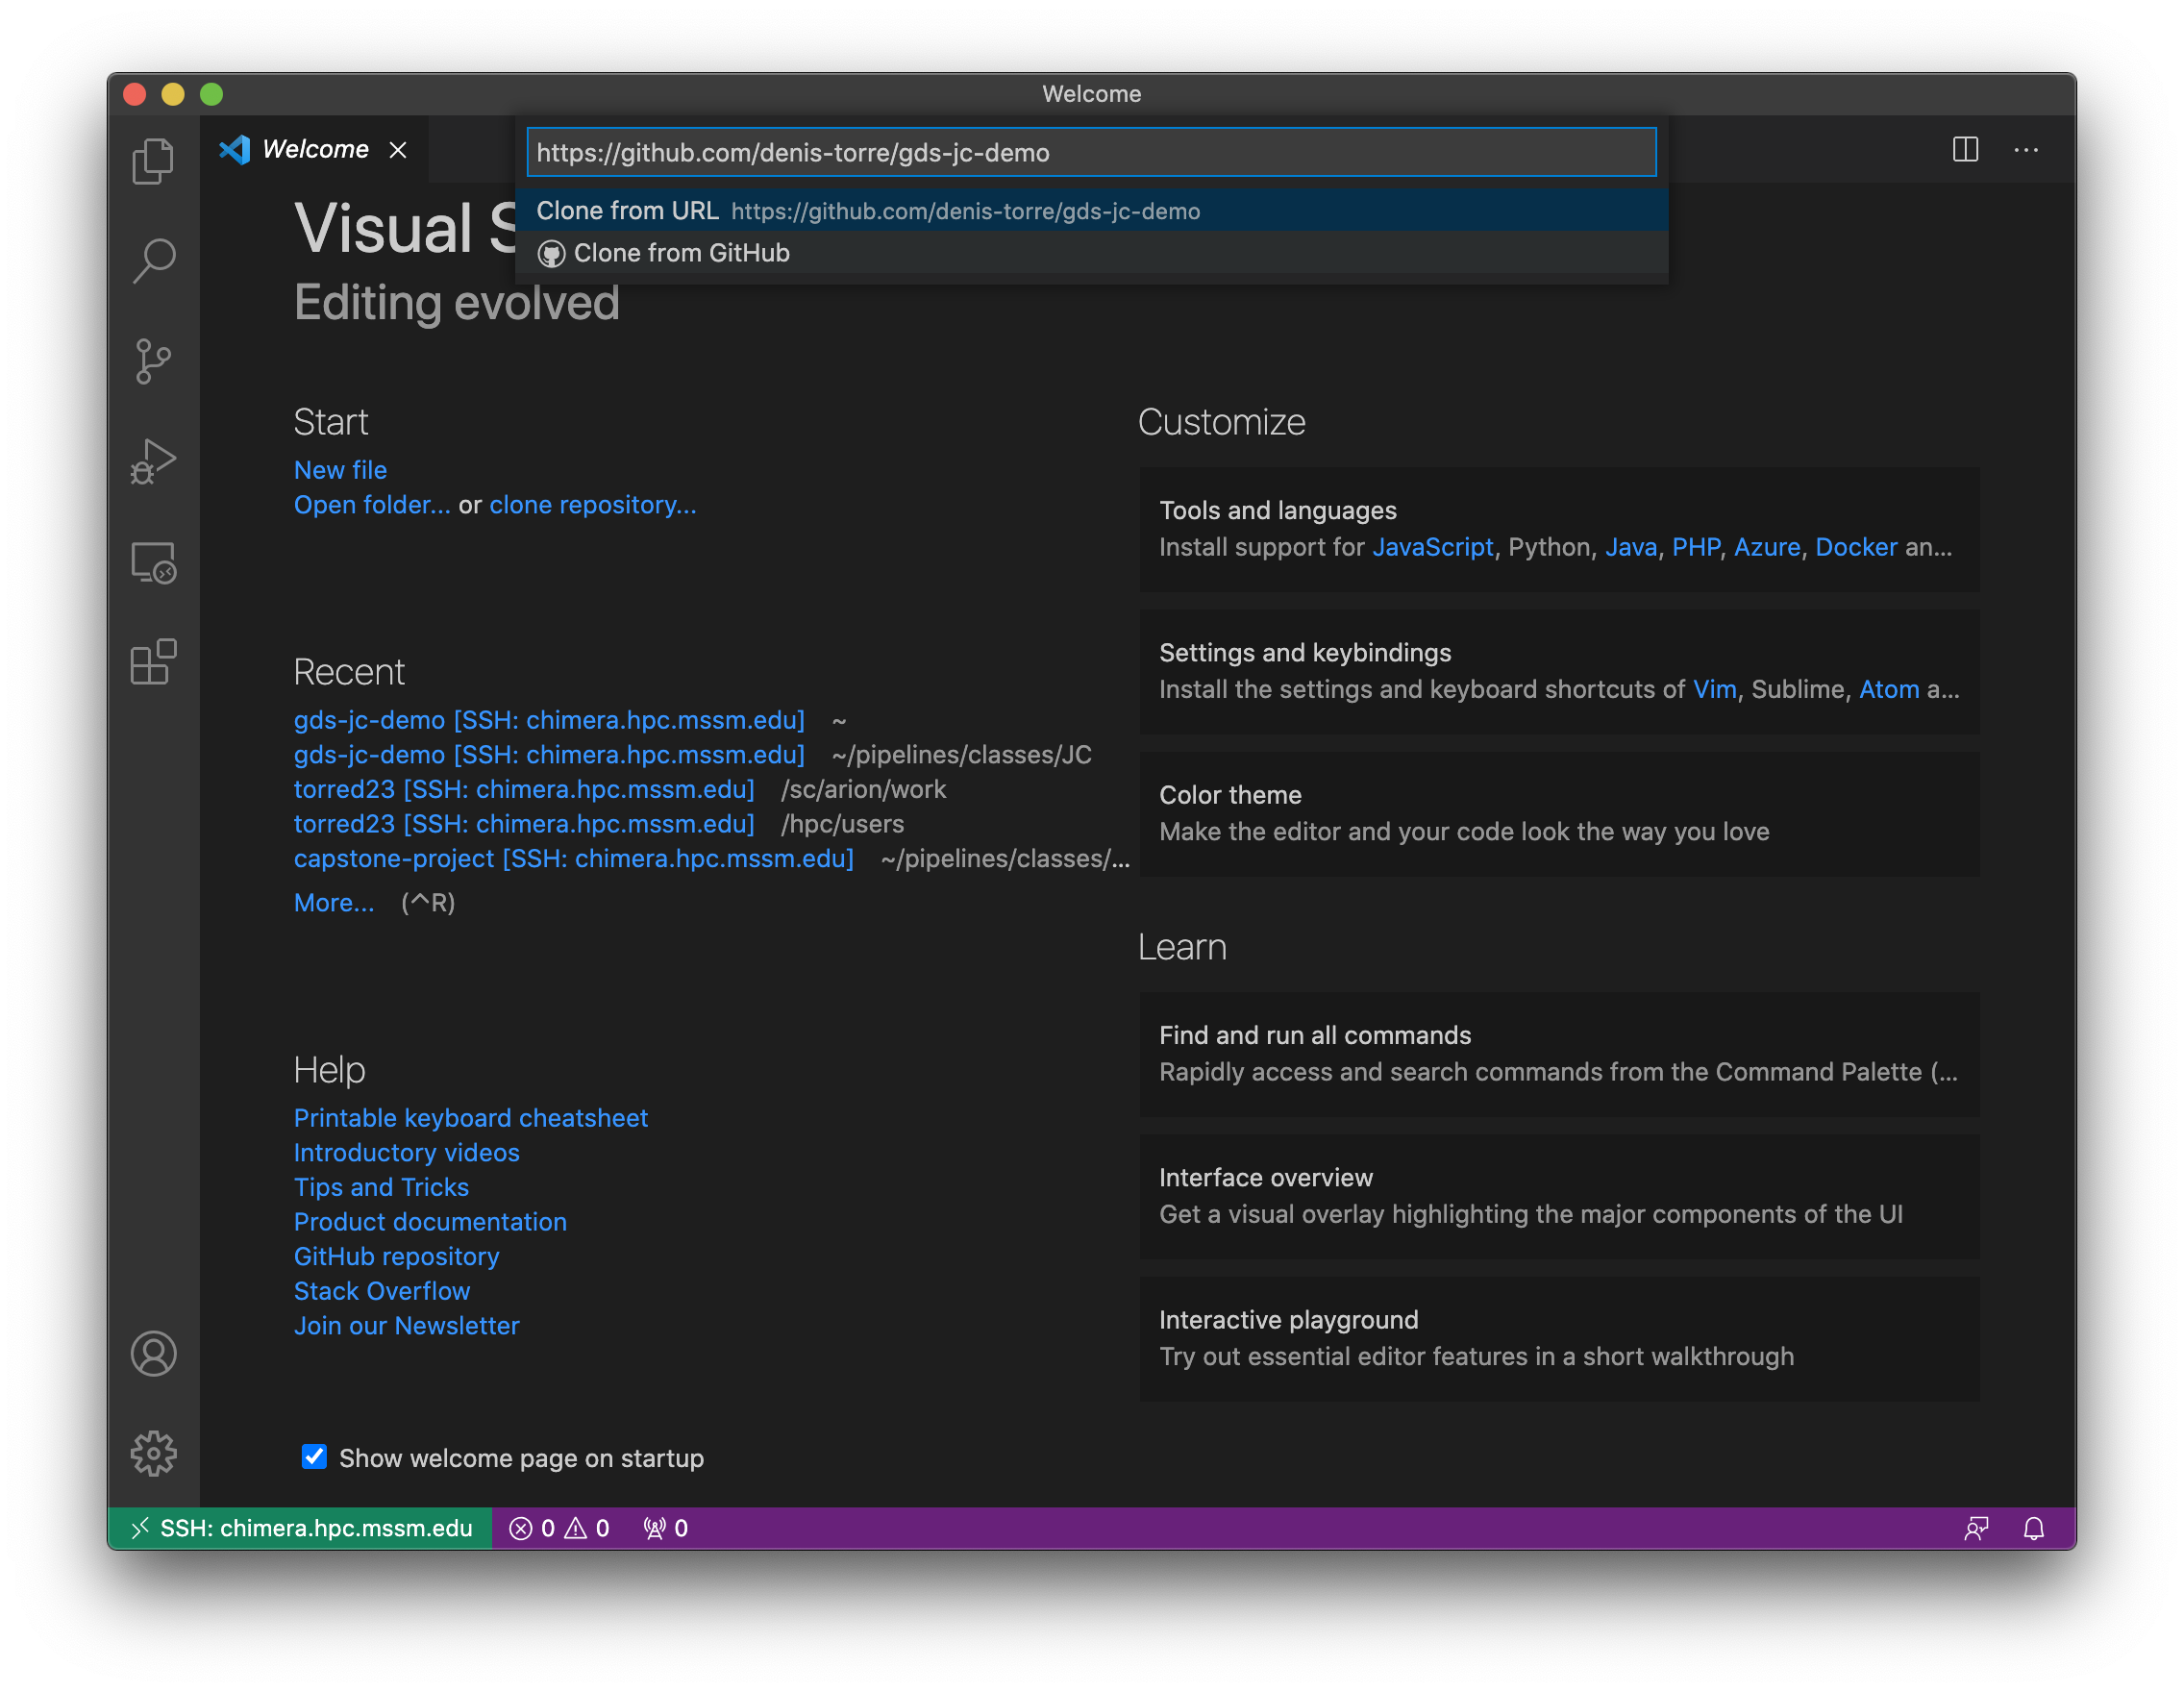 Welcome
Welcome
https://github.com/denis-torre/gds-jc-demo
Clone from URL https://github.com/denis-torre/gds-jc-demo
Clone from GitHub
Visual
Editing evolved
Start
New file
Open folder... or clone repository...
Recent
gds-jc-demo [SSH: chimera.hpc.mssm.edu] ~
gds-jc-demo [SSH: chimera.hpc.mssm.edu] ~/pipelines/classes/JC
torred23 [SSH: chimera.hpc.mssm.edu] /sc/arion/work
torred23 [SSH: chimera.hpc.mssm.edu] /hpc/users
capstone-project [SSH: chimera.hpc.mssm.edu] ~/pipelines/classes/...
More... (^R)
Help
Printable keyboard cheatsheet
Introductory videos
Tips and Tricks
Product documentation
GitHub repository
Stack Overflow
Join our Newsletter
Show welcome page on startup
Customize
Tools and languages
Install support for JavaScript, Python, Java, PHP, Azure, Docker an...
Settings and keybindings
Install the settings and keyboard shortcuts of Vim, Sublime, Atom a...
Color theme
Make the editor and your code look the way you love
Learn
Find and run all commands
Rapidly access and search commands from the Command Palette (...
Interface overview
Get a visual overlay highlighting the major components of the UI
Interactive playground
Try out essential editor features in a short walkthrough
SSH: chimera.hpc.mssm.edu 0 0 0